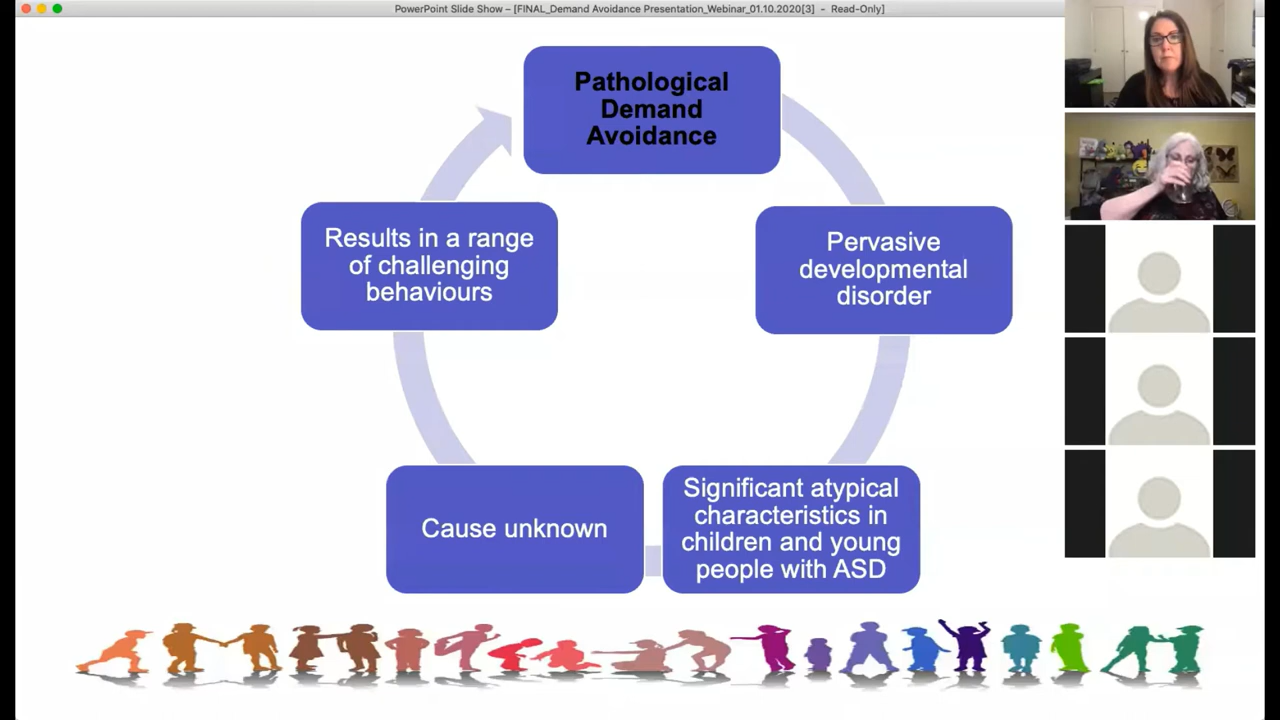 PowerPoint Slide Show – [FINAL_Demand Avoidance Presentation_Webinar_01.10.2020[3] - Read-Only]
Pathological
Demand
Avoidance
Pervasive
developmental
disorder
Significant atypical
characteristics in
children and young
people with ASD
Cause unknown
Results in a range
of challenging
behaviours